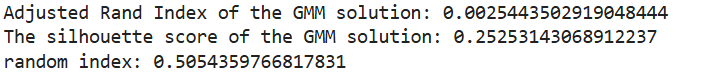 Adjusted Rand Index of the GMM solution: 0.0025443502919048444
The silhouette score of the GMM solution: 0.25253143068912237
random index: 0.5054359766817831